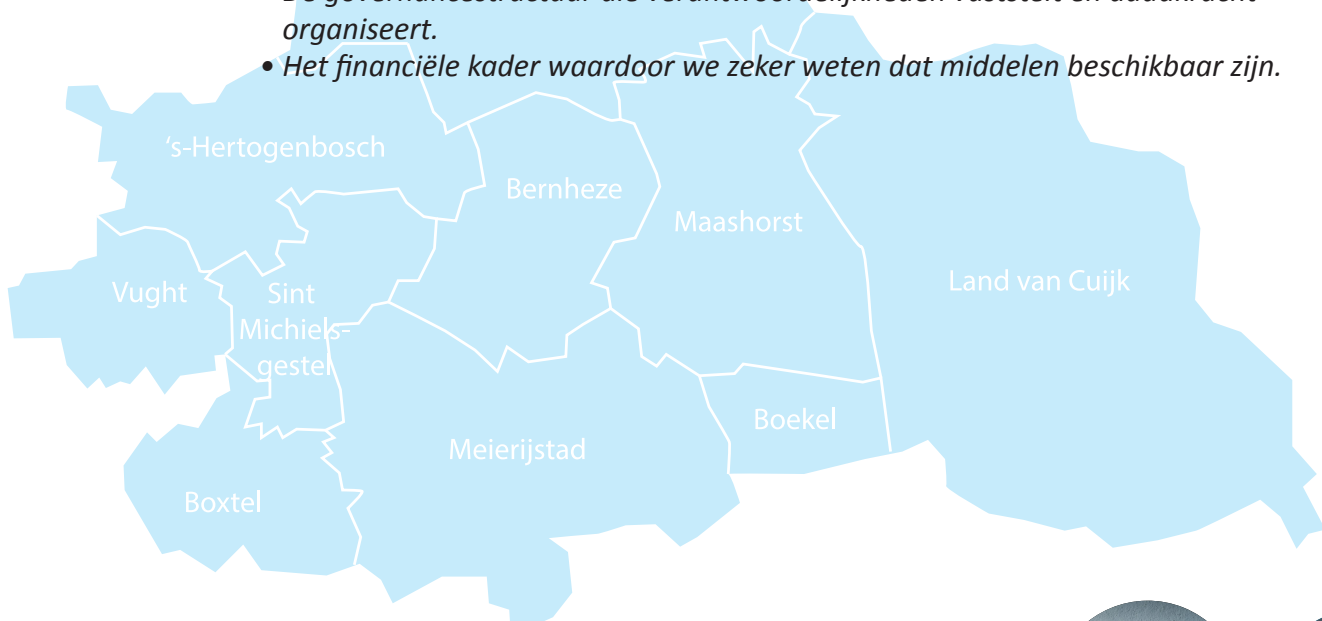 organiseert.
• Het financiële kader waardoor we zeker weten dat middelen beschikbaar zijn.
's-Hertogenbosch
Bernheze
Maashorst
Land van Cuijk
Vught
Sint
Michiels-
gestel
Boekel
Meierijstad
Boxtel